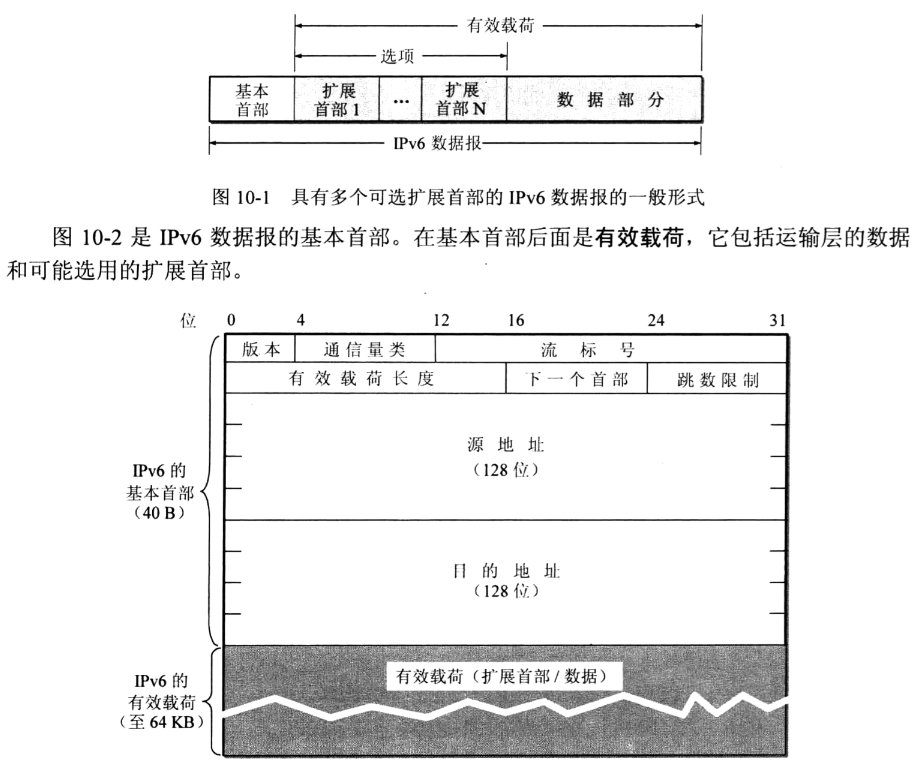 有效载荷
选项
基本首部 扩展首部 1 ... 扩展首部 N 数据部分
IPv6 数据报
图 10-1 具有多个可选扩展首部的 IPv6 数据报的一般形式
图 10-2 是 IPv6 数据报的基本首部。在基本首部后面是有效载荷，它包括运输层的数据
和可能选用的扩展首部。
位 0 4 12 16 24 31
版本 通信量类 流标号
有效载荷长度 下一个首部 跳数限制
源地址
（128 位）
IPv6 的
基本首部
（40 B）
目的地址
（128 位）
IPv6 的
有效载荷
（至 64 KB）
有效载荷（扩展首部 / 数据）